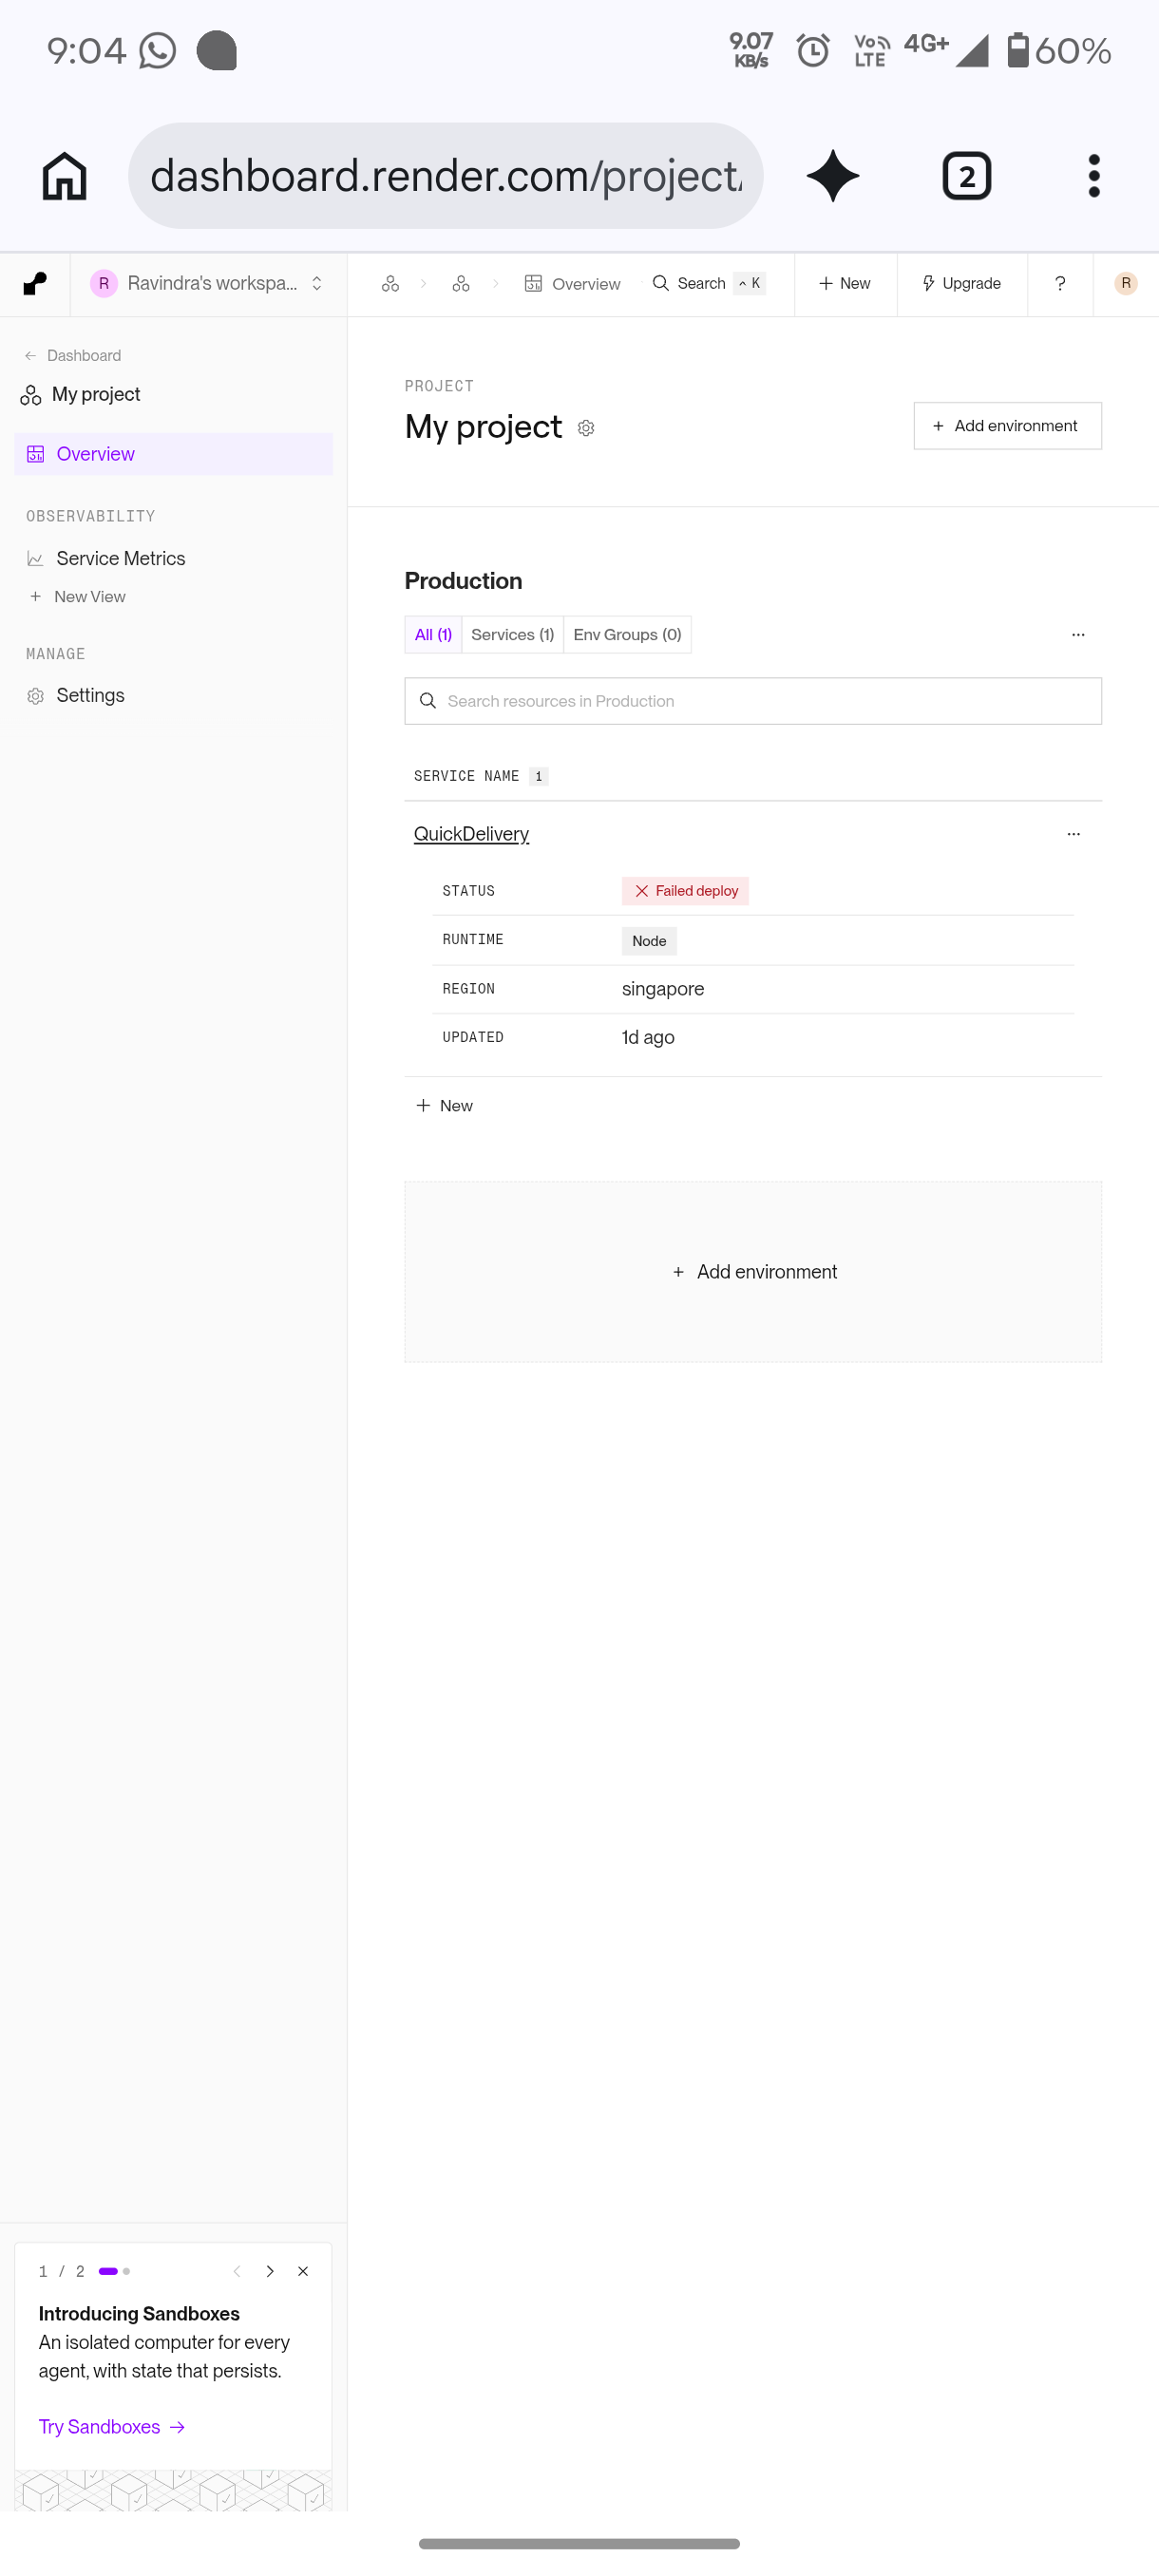 9:04
9.07 KB/s
Vo LTE
4G+
60%
dashboard.render.com/project/
2
R
Ravindra's workspa...
Overview
Search
K
+ New
Upgrade
?
R
← Dashboard
My project
Overview
OBSERVABILITY
Service Metrics
+ New View
MANAGE
Settings
PROJECT
My project
+ Add environment
Production
All (1)
Services (1)
Env Groups (0)
...
Search resources in Production
SERVICE NAME 1
QuickDelivery
...
STATUS
Failed deploy
RUNTIME
Node
REGION
singapore
UPDATED
1d ago
+ New
+ Add environment
1 / 2
Introducing Sandboxes
An isolated computer for every
agent, with state that persists.
Try Sandboxes →